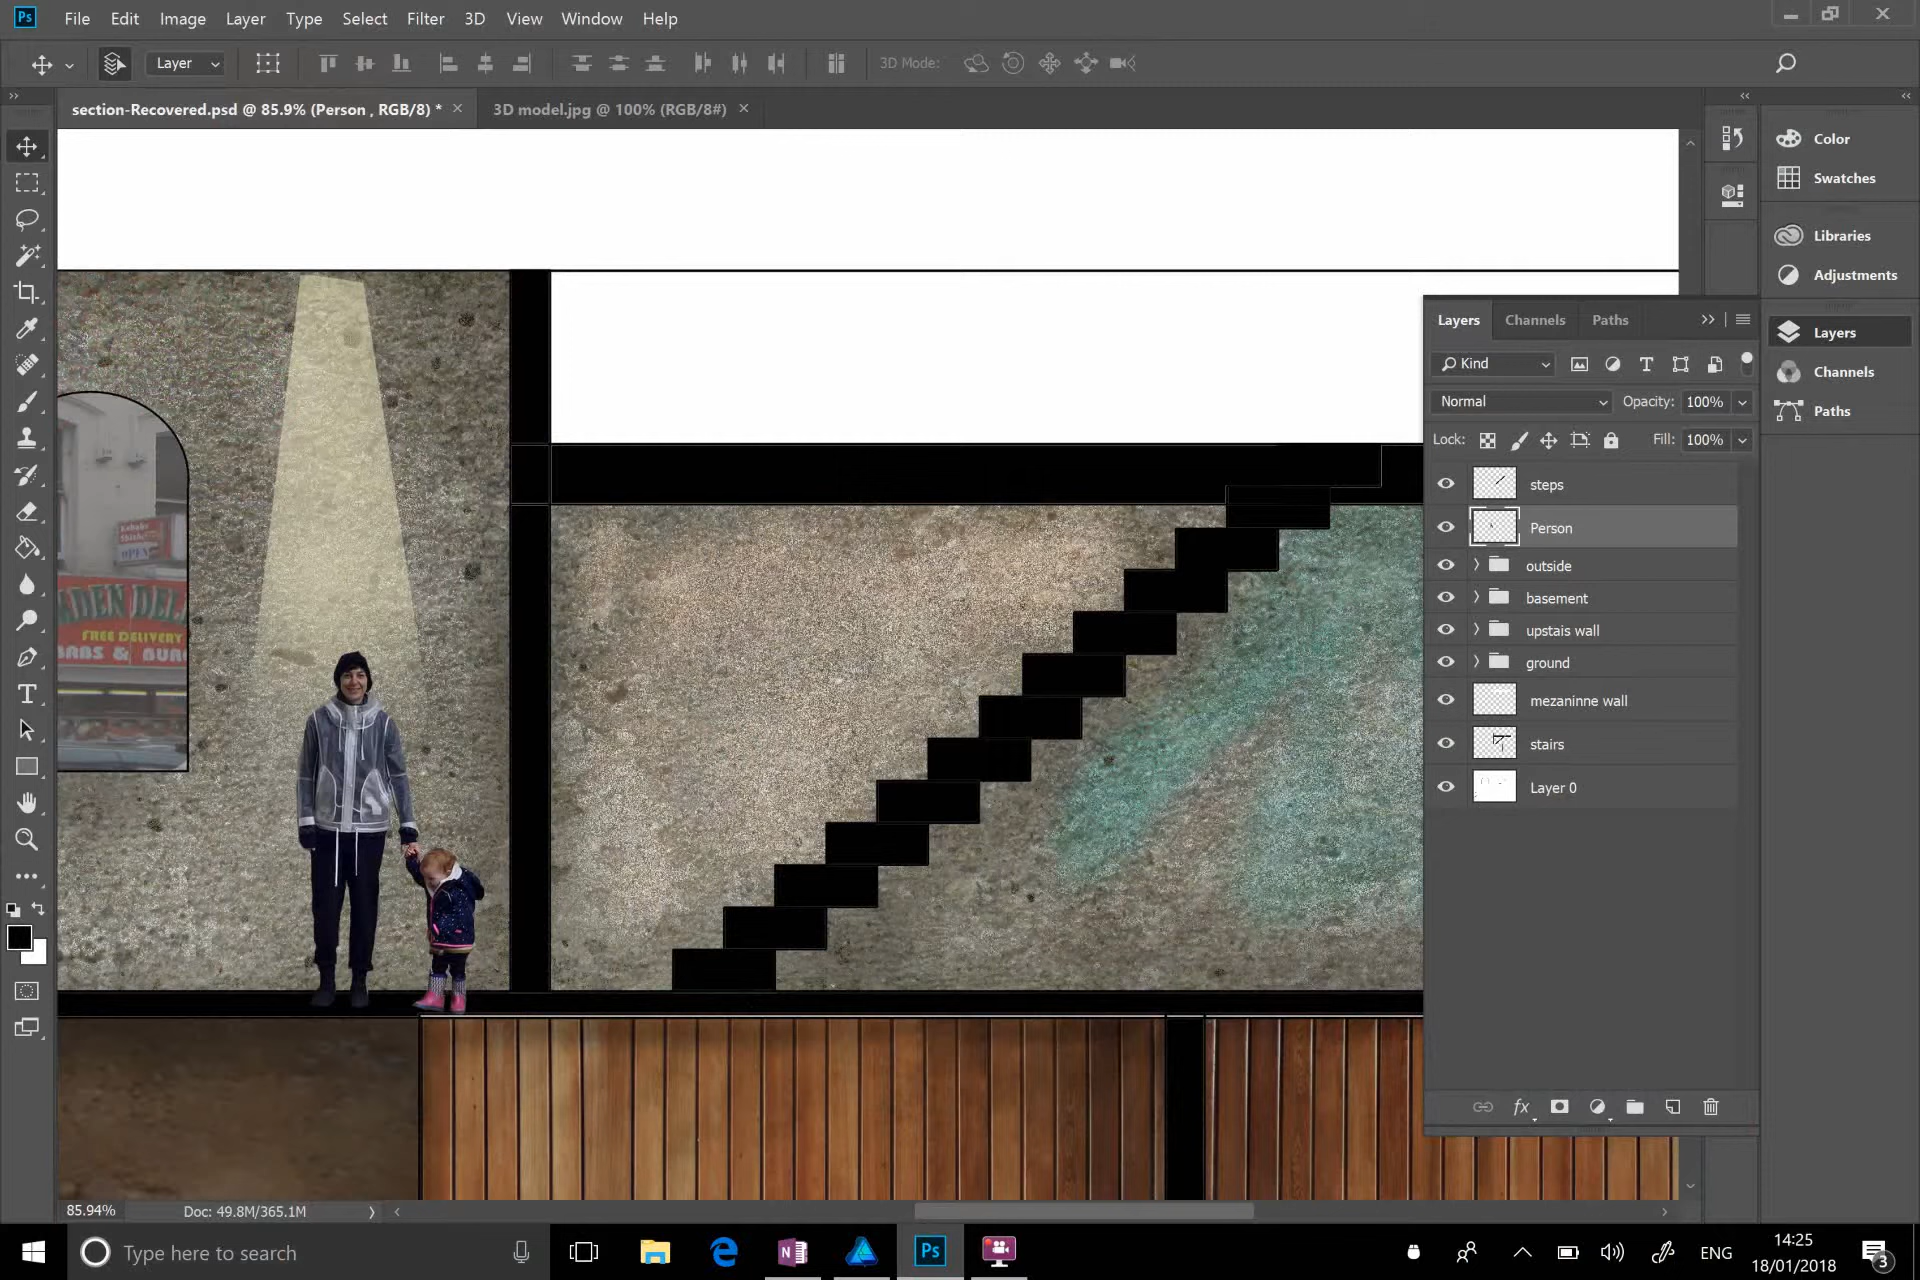 Ps File Edit Image Layer Type Select Filter 3D View Window Help
Layer 3D Mode:
section-Recovered.psd @ 85.9% (Person , RGB/8) * × 3D model.jpg @ 100% (RGB/8#) ×
Color
Swatches
Libraries
Adjustments
Layers
Channels
Paths
Layers Channels Paths
Kind
Normal Opacity: 100%
Lock: Fill: 100%
steps
Person
outside
basement
upstais wall
ground
mezaninne wall
stairs
Layer 0
OPEN
FREE DELIVERY
85.94% Doc: 49.8M/365.1M
Type here to search
Ps
ENG
14:25
18/01/2018
3